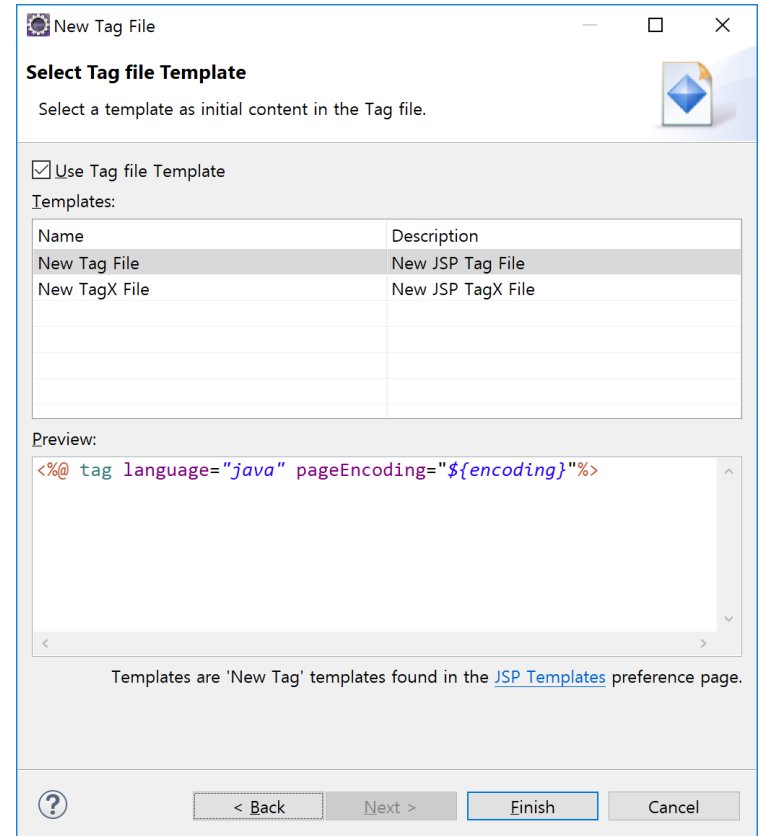 New Tag File
Select Tag file Template
Select a template as initial content in the Tag file.
Use Tag file Template
Templates:
Name Description
New Tag File New JSP Tag File
New TagX File New JSP TagX File
Preview:
<%@ tag language="java" pageEncoding="${encoding}"%>
Templates are 'New Tag' templates found in the JSP Templates preference page.
? < Back Next > Finish Cancel